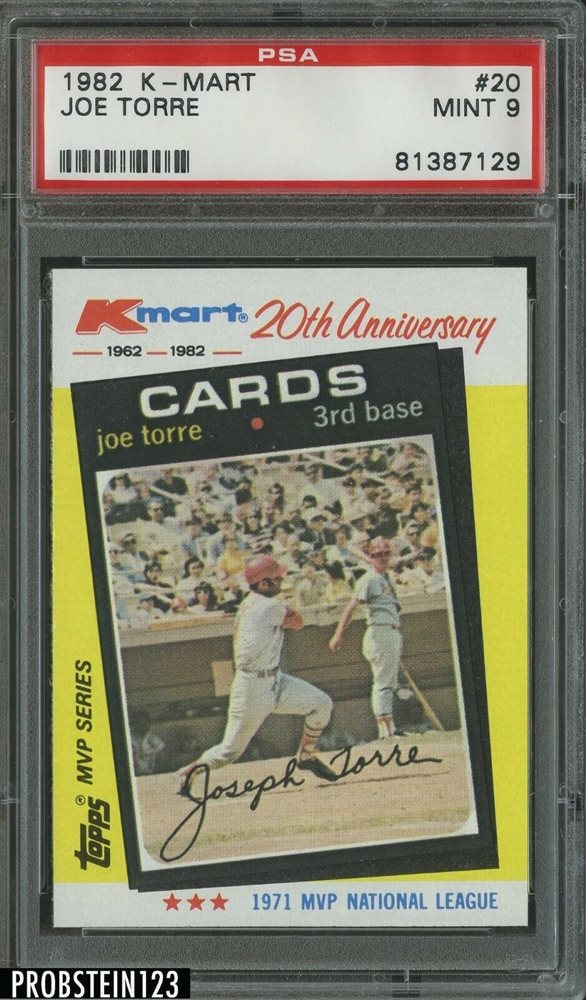 PSA
1982 K-MART #20
JOE TORRE MINT 9
81387129
Kmart® 20th Anniversary
1962 — 1982
CARDS
joe torre • 3rd base
Joseph Torre
Topps® MVP SERIES
★★★ 1971 MVP NATIONAL LEAGUE
PROBSTEIN123